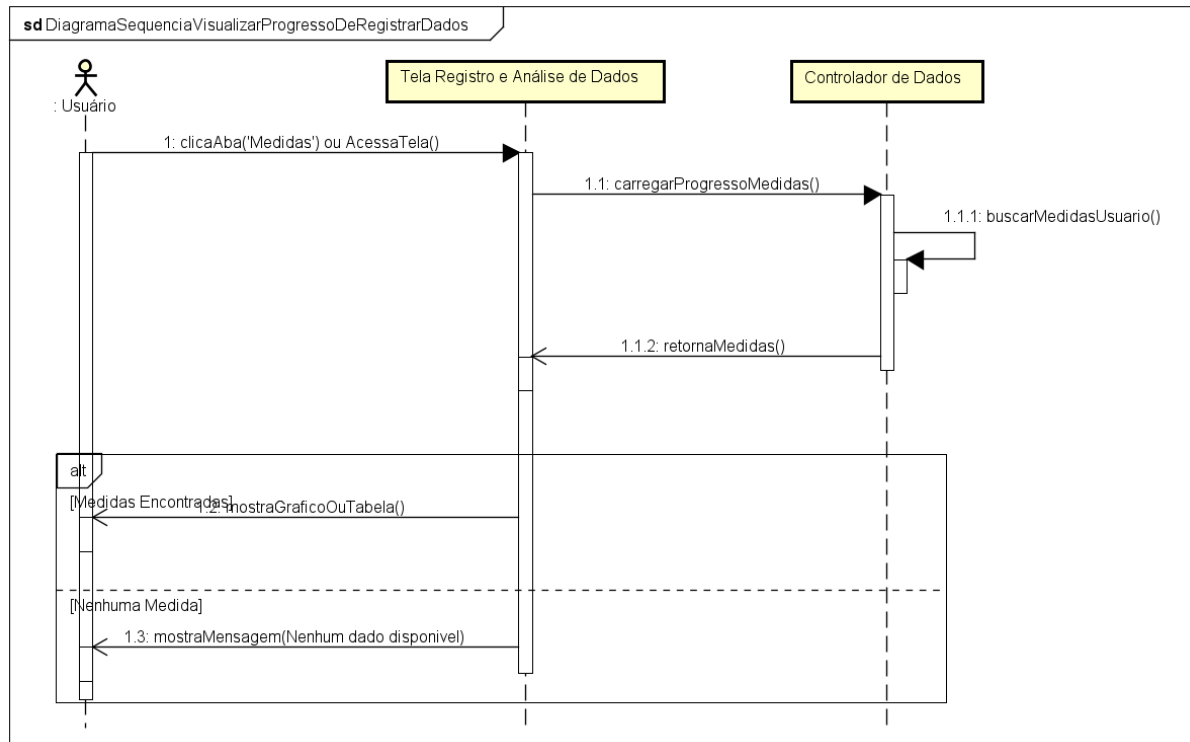 sd DiagramaSequenciaVisualizarProgressoDeRegistrarDados
: Usuário
Tela Registro e Análise de Dados
Controlador de Dados
1: clicaAba('Medidas') ou AcessaTela()
1.1: carregarProgressoMedidas()
1.1.1: buscarMedidasUsuario()
1.1.2: retornaMedidas()
alt
[Medidas Encontradas]
1.2: mostraGraficoOuTabela()
[Nenhuma Medida]
1.3: mostraMensagem(Nenhum dado disponivel)